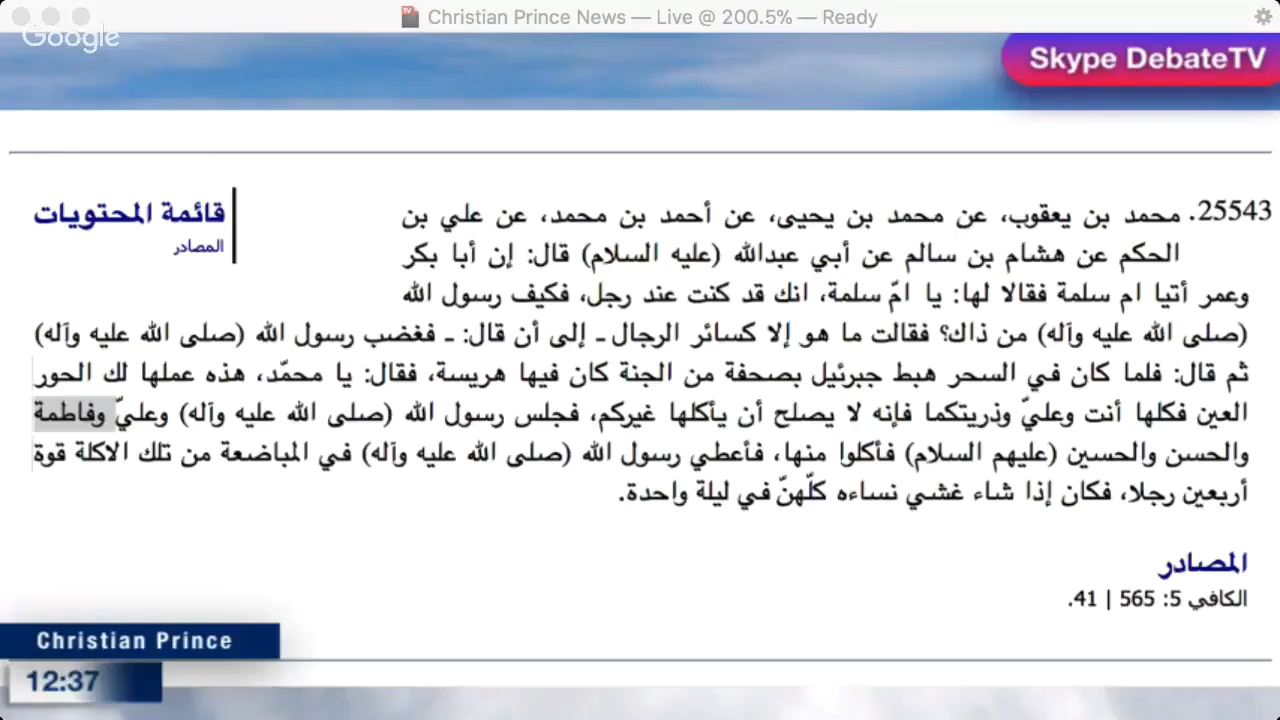 Christian Prince News — Live @ 200.5% — Ready
Google
Skype DebateTV
قائمة المحتويات
المصادر
25543. محمد بن يعقوب، عن محمد بن يحيى، عن أحمد بن محمد، عن علي بن
الحكم عن هشام بن سالم عن أبي عبدالله (عليه السلام) قال: إن أبا بكر
وعمر أتيا ام سلمة فقالا لها: يا امّ سلمة، انك قد كنت عند رجل، فكيف رسول الله
(صلى الله عليه وآله) من ذاك؟ فقالت ما هو إلا كسائر الرجال ـ إلى أن قال: ـ فغضب رسول الله (صلى الله عليه وآله)
ثم قال: فلما كان في السحر هبط جبرئيل بصحفة من الجنة كان فيها هريسة، فقال: يا محمّد، هذه عملها لك الحور
العين فكلها أنت وعليّ وذريتكما فإنه لا يصلح أن يأكلها غيركم، فجلس رسول الله (صلى الله عليه وآله) وعليّ وفاطمة
والحسن والحسين (عليهم السلام) فأكلوا منها، فأعطي رسول الله (صلى الله عليه وآله) في المباضعة من تلك الاكلة قوة
أربعين رجلا، فكان إذا شاء غشي نساءه كلّهنّ في ليلة واحدة.
المصادر
الكافي 5: 565 | 41.
Christian Prince
12:37